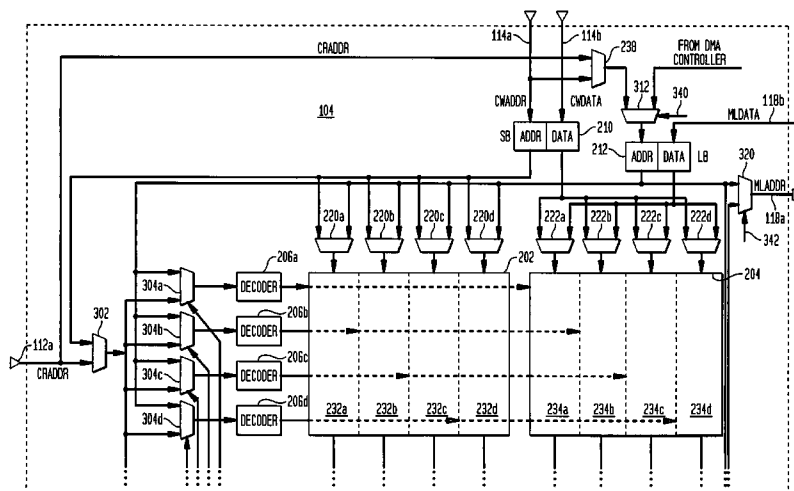 114a
114b
238
FROM DMA
CONTROLLER
CRADDR
104
312
340
118b
CWADDR
CWDATA
MLDATA
SB
ADDR
DATA
210
212
ADDR
DATA
LB
320
MLADDR
118a
220a
220b
220c
220d
222a
222b
222c
222d
342
206a
202
204
304a
DECODER
302
206b
304b
DECODER
112a
206c
CRADDR
304c
DECODER
206d
232a
232b
232c
232d
234a
234b
234c
234d
304d
DECODER